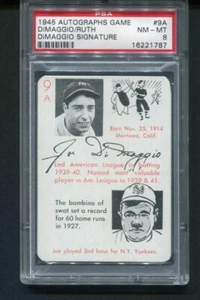 PSA
1945 AUTOGRAPHS GAME #9A
DIMAGGIO/RUTH NM - MT
DIMAGGIO SIGNATURE 8
16221787
9
A
Born Nov. 25, 1914
Martinez, Calif.
Joe DiMaggio
Led American League in batting
1939-40. Named most valuable
player in Am. League in 1939 & 41.
The bambino of
swat set a record
for 60 home runs
in 1927.
Joe played 2nd base for N.Y. Yankees.